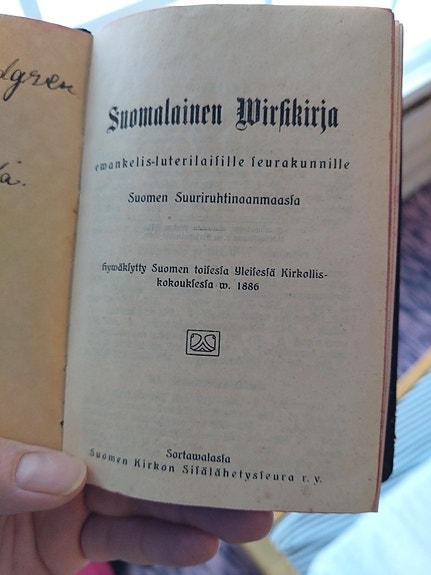 Suomalainen Wirsikirja
ewankelis-luterilaisille seurakunnille
Suomen Suuriruhtinaanmaassa
Hywäksytty Suomen toisessa Yleisessä Kirkollis-
kokouksessa w. 1886
Sortawalassa
Suomen Kirkon Sisälähetysseura r. y.